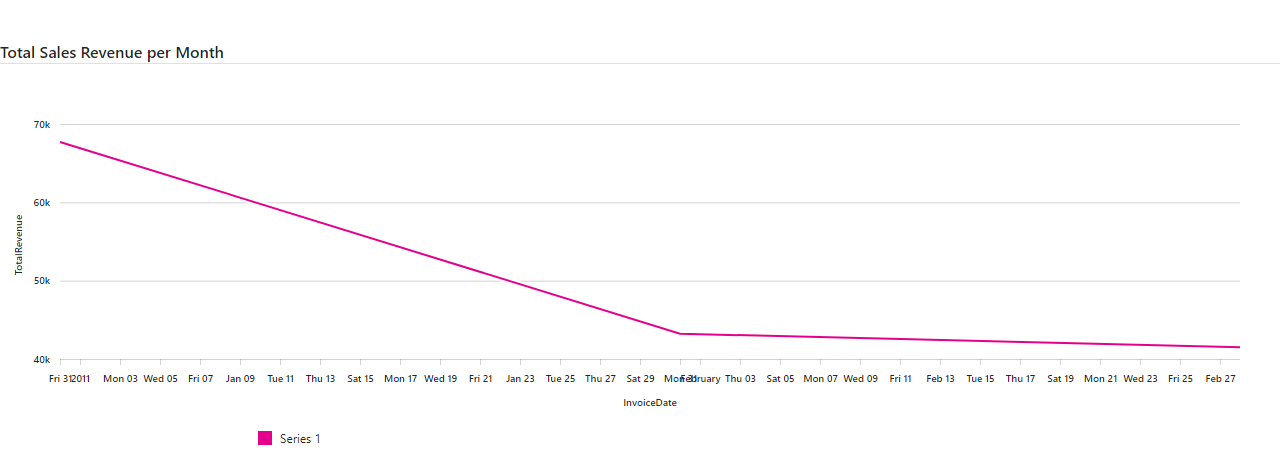 Total Sales Revenue per Month
70k
60k
50k
40k
TotalRevenue
Fri 31 2011 Mon 03 Wed 05 Fri 07 Jan 09 Tue 11 Thu 13 Sat 15 Mon 17 Wed 19 Fri 21 Jan 23 Tue 25 Thu 27 Sat 29 Mon 31 February Thu 03 Sat 05 Mon 07 Wed 09 Fri 11 Feb 13 Tue 15 Thu 17 Sat 19 Mon 21 Wed 23 Fri 25 Feb 27
InvoiceDate
Series 1